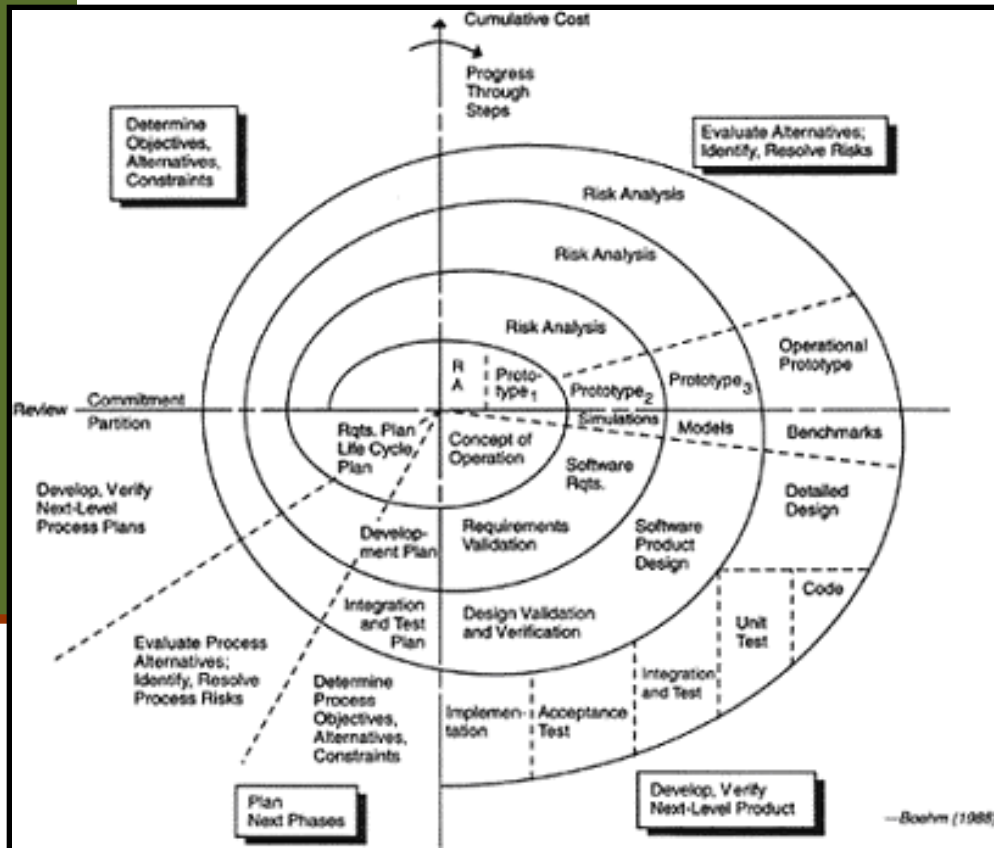 Cumulative Cost
Progress
Through
Steps
Determine
Objectives,
Alternatives,
Constraints
Evaluate Alternatives;
Identify, Resolve Risks
Risk Analysis
Risk Analysis
Risk Analysis
Operational
Prototype
R
A
Proto-
type1
Prototype2
Prototype3
Review
Commitment
Partition
Simulations
Models
Benchmarks
Rqts. Plan
Life Cycle
Plan
Concept of
Operation
Software
Rqts.
Detailed
Design
Develop, Verify
Next-Level
Process Plans
Develop-
ment Plan
Requirements
Validation
Software
Product
Design
Code
Integration
and Test
Plan
Design Validation
and Verification
Unit
Test
Evaluate Process
Alternatives;
Identify, Resolve
Process Risks
Determine
Process
Objectives,
Alternatives,
Constraints
Implemen-
tation
Acceptance
Test
Integration
and Test
Plan
Next Phases
Develop, Verify
Next-Level Product
—Boehm (1988)